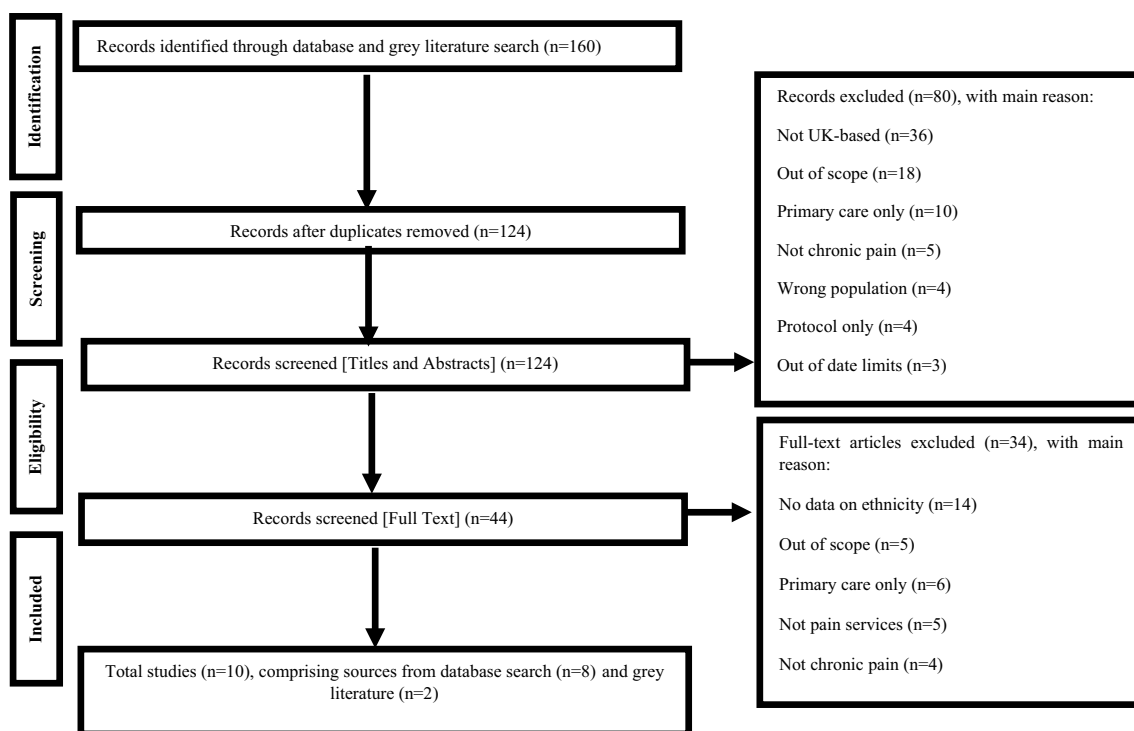 Identification
Records identified through database and grey literature search (n=160)
Screening
Records after duplicates removed (n=124)
Records screened [Titles and Abstracts] (n=124)
Records excluded (n=80), with main reason:
Not UK-based (n=36)
Out of scope (n=18)
Primary care only (n=10)
Not chronic pain (n=5)
Wrong population (n=4)
Protocol only (n=4)
Out of date limits (n=3)
Eligibility
Records screened [Full Text] (n=44)
Full-text articles excluded (n=34), with main
reason:
No data on ethnicity (n=14)
Out of scope (n=5)
Primary care only (n=6)
Not pain services (n=5)
Not chronic pain (n=4)
Included
Total studies (n=10), comprising sources from database search (n=8) and grey
literature (n=2)